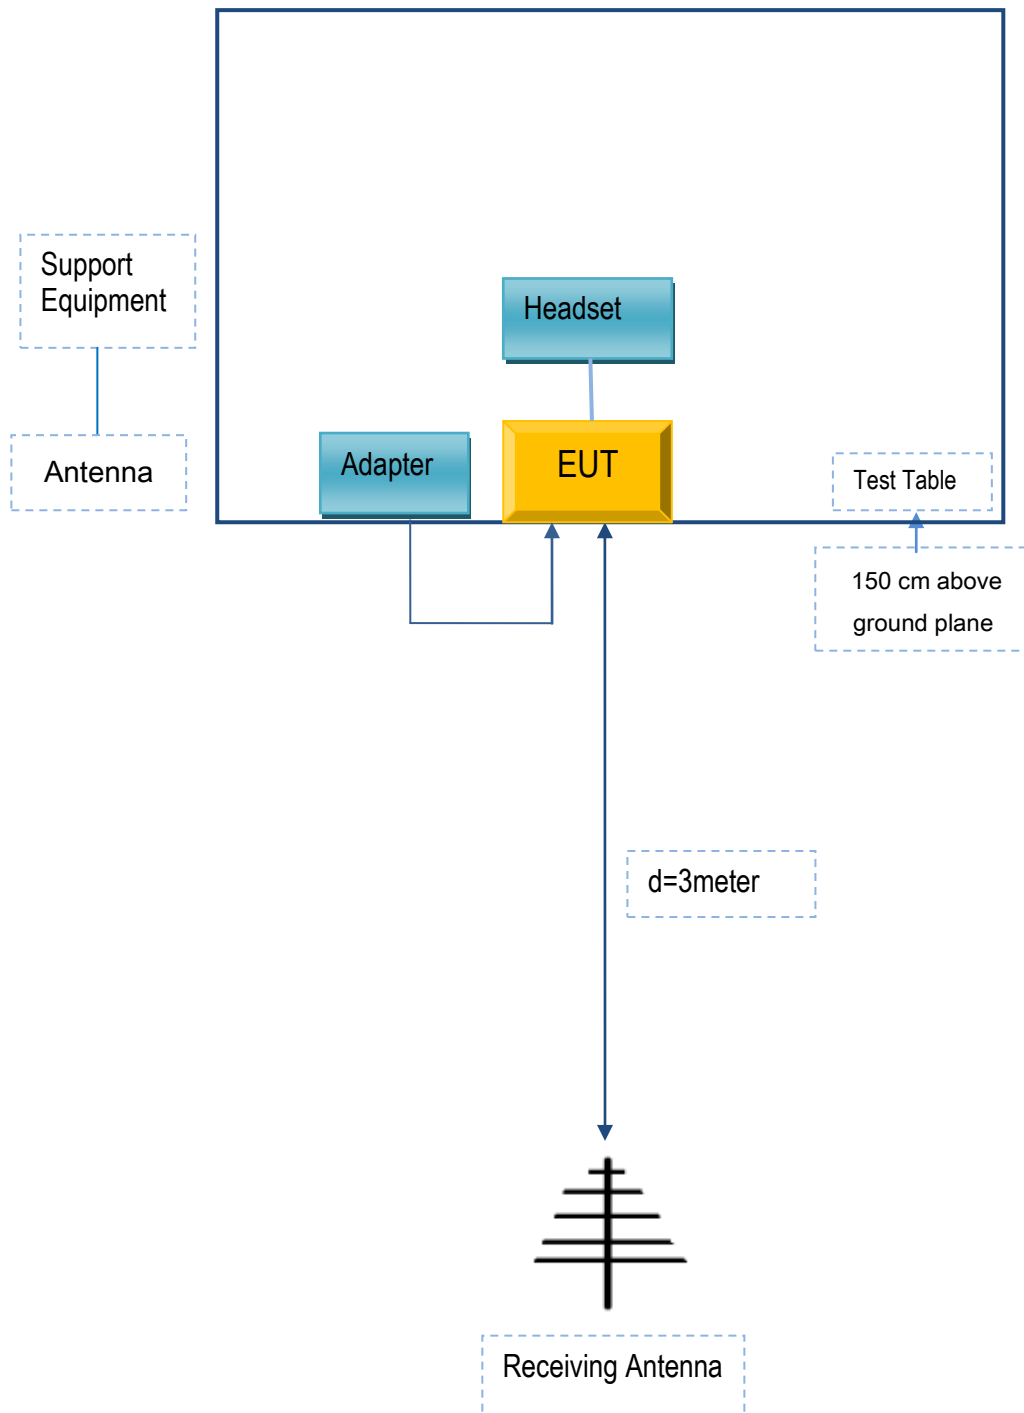 Support
Equipment
Antenna
Headset
Adapter
EUT
Test Table
150 cm above
ground plane
d=3meter
Receiving Antenna